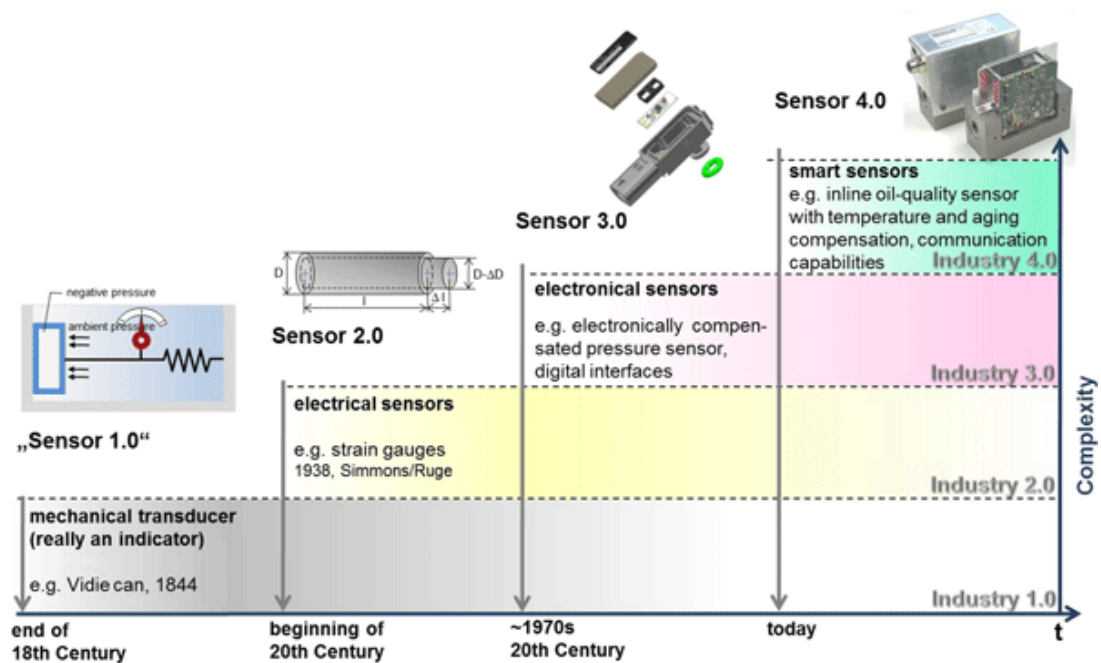 Sensor 4.0
smart sensors
e.g. inline oil-quality sensor
with temperature and aging
compensation, communication
capabilities
Industry 4.0
Sensor 3.0
electronical sensors
e.g. electronically compen-
sated pressure sensor,
digital interfaces
Industry 3.0
D
D-ΔD
l
Δl
Sensor 2.0
electrical sensors
e.g. strain gauges
1938, Simmons/Ruge
Industry 2.0
negative pressure
ambient pressure
„Sensor 1.0“
mechanical transducer
(really an indicator)
e.g. Vidie can, 1844
Industry 1.0
Complexity
end of
18th Century
beginning of
20th Century
~1970s
20th Century
today
t